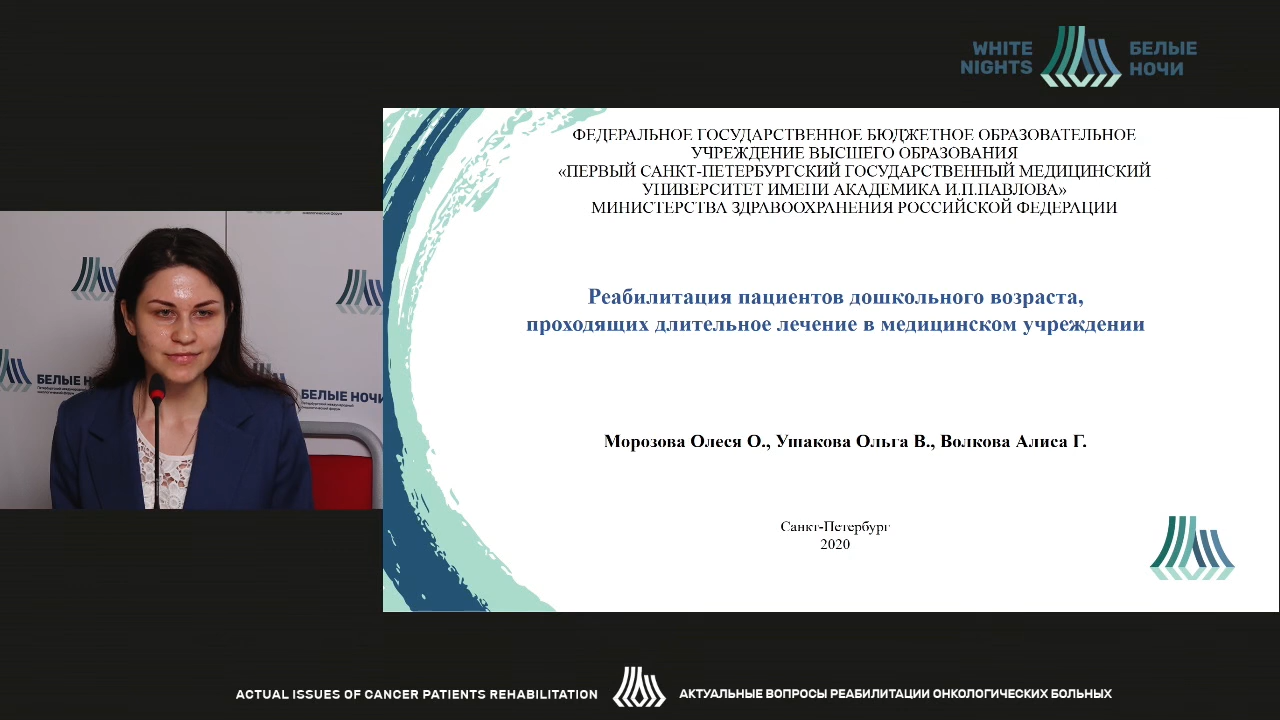 WHITE
NIGHTS
БЕЛЫЕ
НОЧИ
ФЕДЕРАЛЬНОЕ ГОСУДАРСТВЕННОЕ БЮДЖЕТНОЕ ОБРАЗОВАТЕЛЬНОЕ
УЧРЕЖДЕНИЕ ВЫСШЕГО ОБРАЗОВАНИЯ
«ПЕРВЫЙ САНКТ-ПЕТЕРБУРГСКИЙ ГОСУДАРСТВЕННЫЙ МЕДИЦИНСКИЙ
УНИВЕРСИТЕТ ИМЕНИ АКАДЕМИКА И.П.ПАВЛОВА»
МИНИСТЕРСТВА ЗДРАВООХРАНЕНИЯ РОССИЙСКОЙ ФЕДЕРАЦИИ
Реабилитация пациентов дошкольного возраста,
проходящих длительное лечение в медицинском учреждении
Морозова Олеся О., Ушакова Ольга В., Волкова Алиса Г.
Санкт-Петербург
2020
БЕЛЫЕ НО
БЕЛЫЕ НОЧИ
ACTUAL ISSUES OF CANCER PATIENTS REHABILITATION
АКТУАЛЬНЫЕ ВОПРОСЫ РЕАБИЛИТАЦИИ ОНКОЛОГИЧЕСКИХ БОЛЬНЫХ